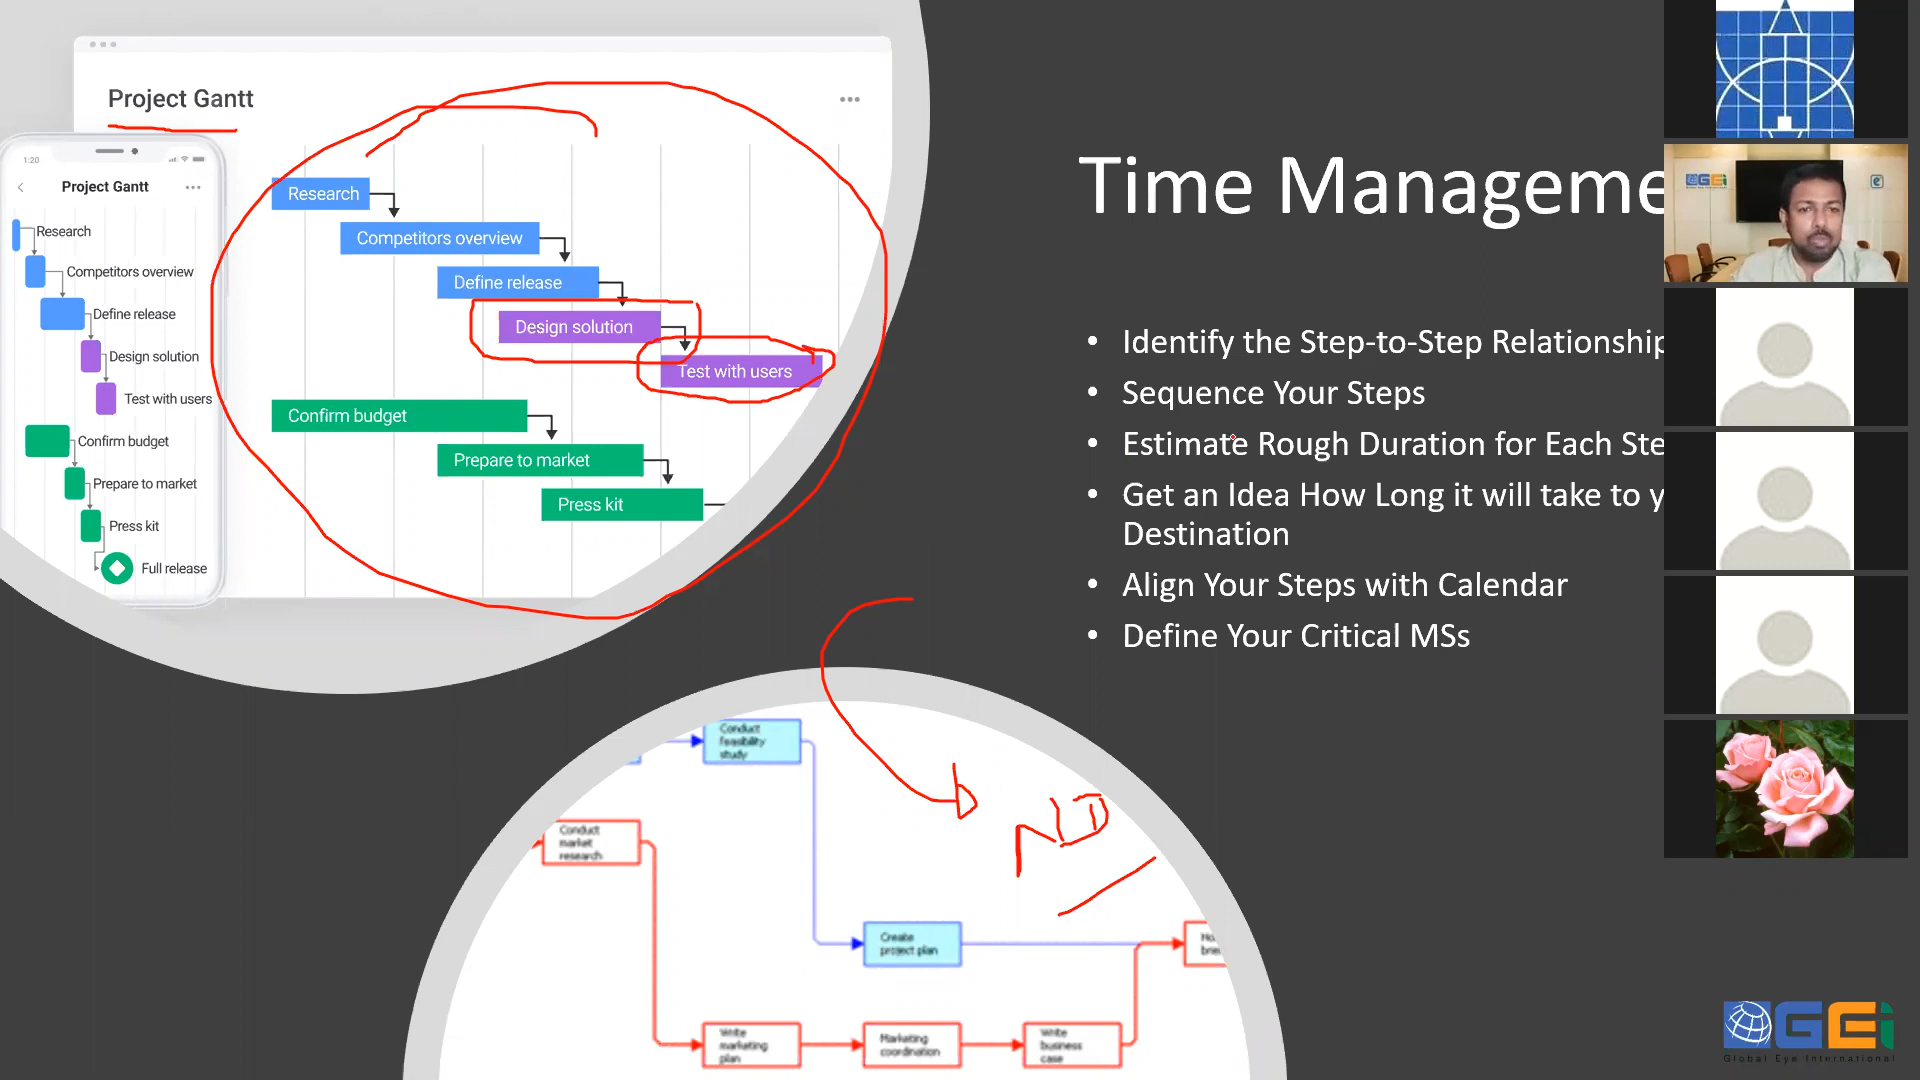 Project Gantt
Research
Competitors overview
Define release
Design solution
Test with users
Confirm budget
Prepare to market
Press kit
1:20
Project Gantt
Research
Competitors overview
Define release
Design solution
Test with users
Confirm budget
Prepare to market
Press kit
Full release
Time Manageme
• Identify the Step-to-Step Relationship
• Sequence Your Steps
• Estimate Rough Duration for Each Ste
• Get an Idea How Long it will take to y
Destination
• Align Your Steps with Calendar
• Define Your Critical MSs
Conduct
feasibility
study
Conduct
market
research
Create
project plan
Write
marketing
plan
Marketing
coordination
Write
business
case
GEi
GEi
Global Eye International